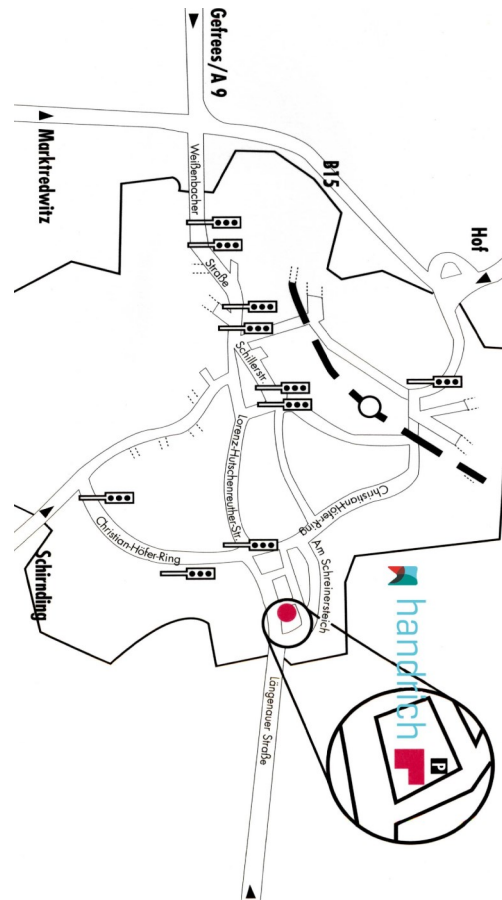 Gefrees/A 9
Marktredwitz
B15
Hof
Weißenbacher
Straße
Schillerstr.
Lorenz-Hutschenreuther-Str.
Christian-Höfer-Ring
Christian-Höfer-Ring
Am Schreinersteich
Schirnding
Längenauer Straße
handrich
P